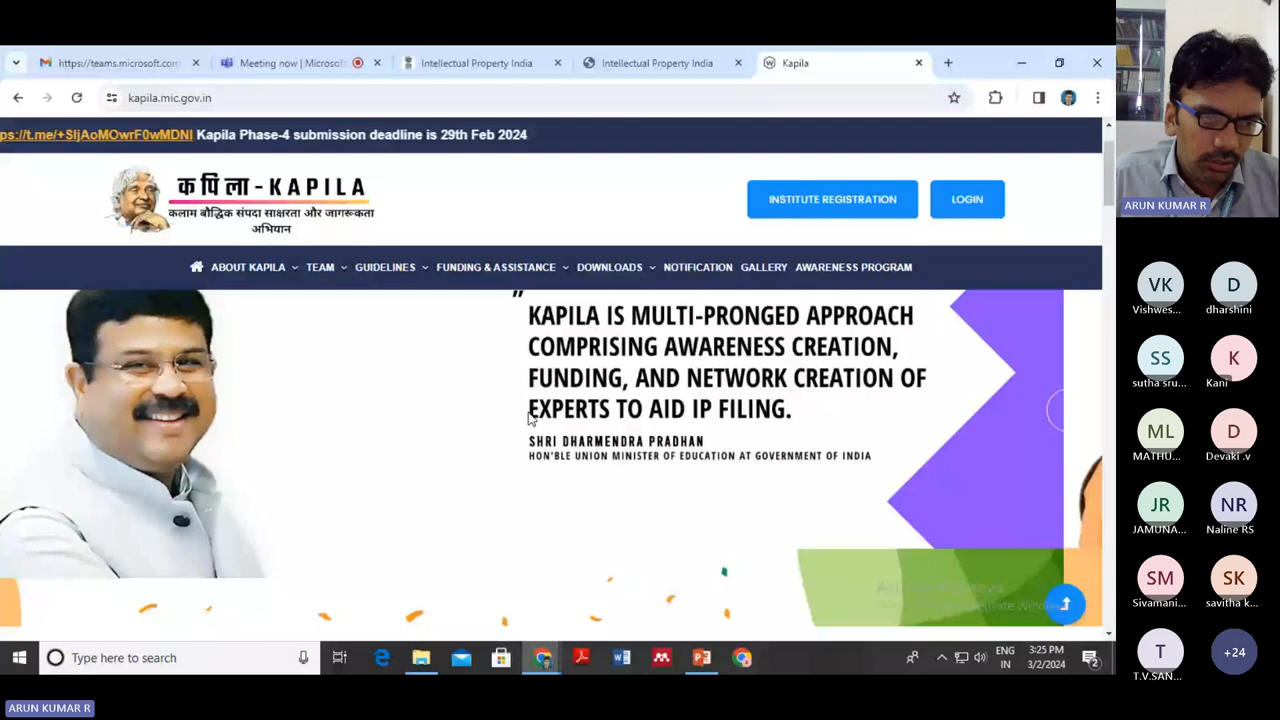 https://teams.microsoft.com
Meeting now | Microsoft
Intellectual Property India
Intellectual Property India
Kapila
kapila.mic.gov.in
ps://t.me/+SIjAoMOwrF0wMDNl Kapila Phase-4 submission deadline is 29th Feb 2024
कपिला-KAPILA
कलाम बौद्धिक संपदा साक्षरता और जागरूकता
अभियान
INSTITUTE REGISTRATION
LOGIN
ABOUT KAPILA
TEAM
GUIDELINES
FUNDING & ASSISTANCE
DOWNLOADS
NOTIFICATION
GALLERY
AWARENESS PROGRAM
"
KAPILA IS MULTI-PRONGED APPROACH
COMPRISING AWARENESS CREATION,
FUNDING, AND NETWORK CREATION OF
EXPERTS TO AID IP FILING.
SHRI DHARMENDRA PRADHAN
HON'BLE UNION MINISTER OF EDUCATION AT GOVERNMENT OF INDIA
Type here to search
ENG
IN
3:25 PM
3/2/2024
2
ARUN KUMAR R
ARUN KUMAR R
VK
Vishwes...
D
dharshini
SS
sutha sru...
K
Kani
ML
MATHU...
D
Devaki .v
JR
JAMUNA...
NR
Naline RS
SM
Sivamani...
SK
savitha k...
T
T.V.SAN...
+24